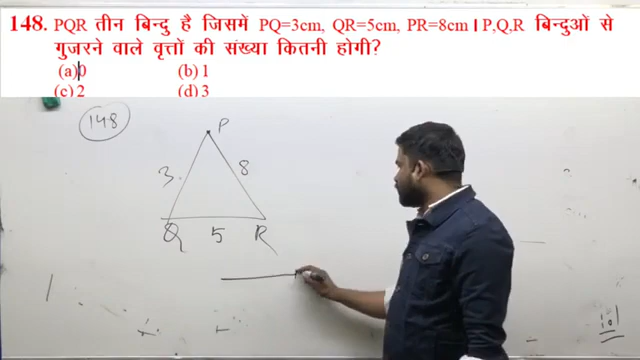 148. PQR तीन बिन्दु है जिसमें PQ=3cm, QR=5cm, PR=8cm । P,Q,R बिन्दुओं से
गुजरने वाले वृत्तों की संख्या कितनी होगी?
(a) 0 (b) 1
(c) 2 (d) 3
148
P
3 8
Q 5 R
101